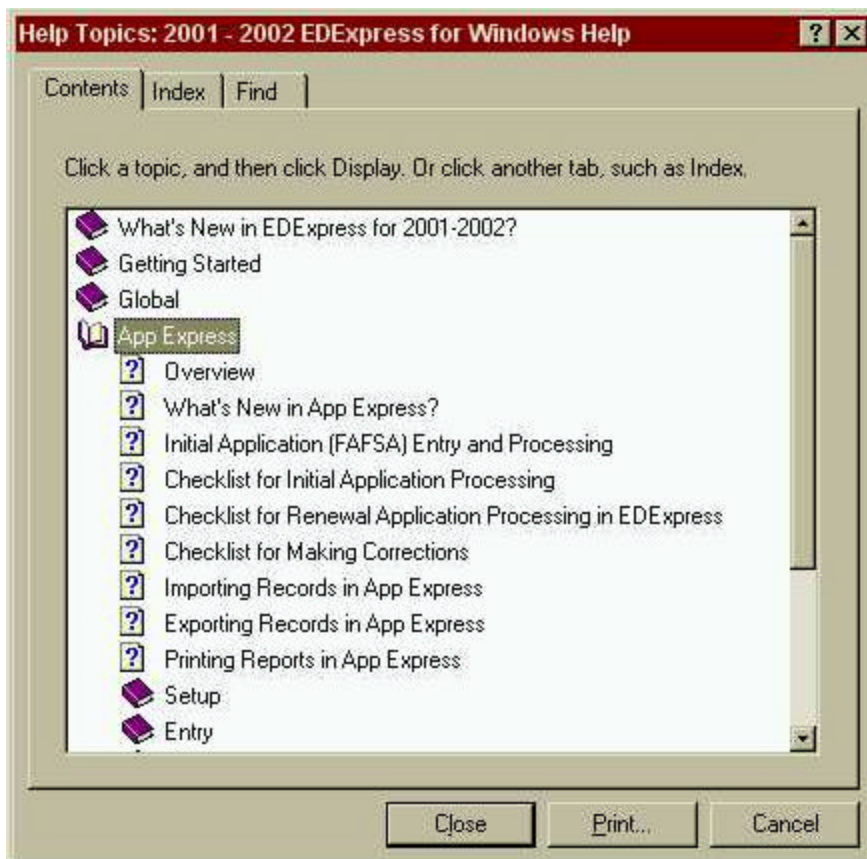 Help Topics: 2001 - 2002 EDExpress for Windows Help
Contents Index Find
Click a topic, and then click Display. Or click another tab, such as Index.
What's New in EDExpress for 2001-2002?
Getting Started
Global
App Express
Overview
What's New in App Express?
Initial Application (FAFSA) Entry and Processing
Checklist for Initial Application Processing
Checklist for Renewal Application Processing in EDExpress
Checklist for Making Corrections
Importing Records in App Express
Exporting Records in App Express
Printing Reports in App Express
Setup
Entry
Close Print... Cancel